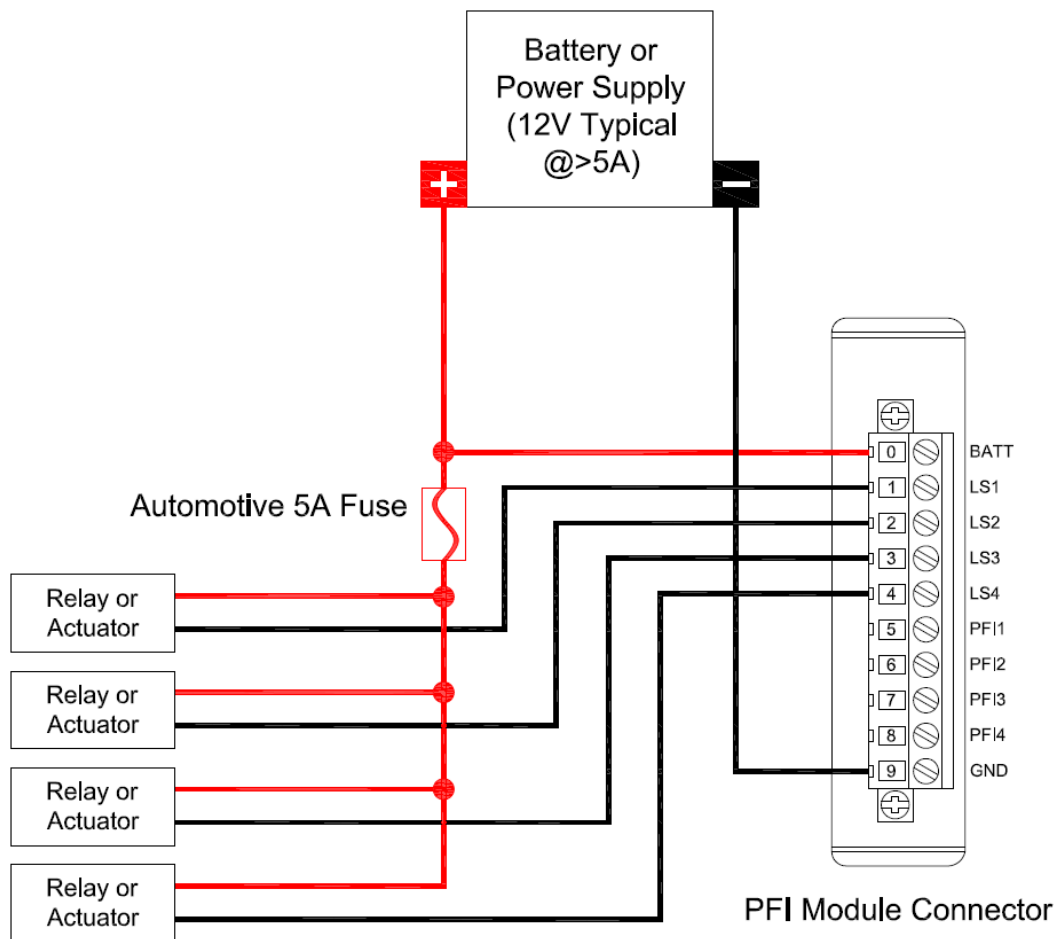 Battery or
Power Supply
(12V Typical
@>5A)
+
-
0 BATT
1 LS1
2 LS2
3 LS3
4 LS4
5 PFI1
6 PFI2
7 PFI3
8 PFI4
9 GND
Automotive 5A Fuse
Relay or
Actuator
Relay or
Actuator
Relay or
Actuator
Relay or
Actuator
PFI Module Connector